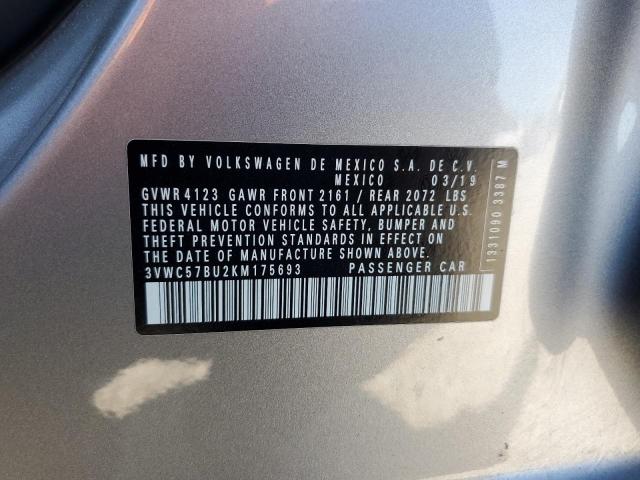 MFD BY VOLKSWAGEN DE MEXICO S.A. DE C.V.
MEXICO 03/19
GVWR 4123 GAWR FRONT 2161 / REAR 2072 LBS
THIS VEHICLE CONFORMS TO ALL APPLICABLE U.S.
FEDERAL MOTOR VEHICLE SAFETY, BUMPER AND
THEFT PREVENTION STANDARDS IN EFFECT ON
THE DATE OF MANUFACTURE SHOWN ABOVE.
3VWC57BU2KM175693 PASSENGER CAR
1331090 3387 M